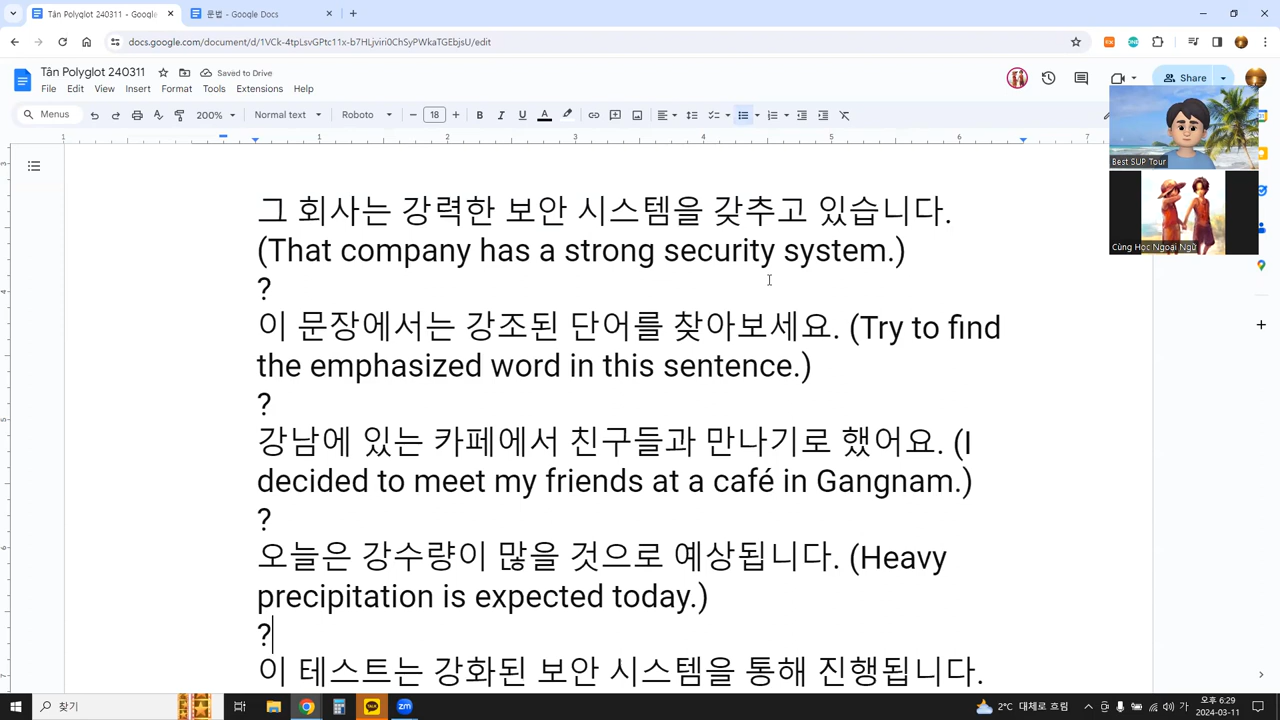 Tân Polyglot 240311 - Google
문법 - Google Docs
docs.google.com/document/d/1VCk-4tpLsvGPtc11x-b7HLjviri0ChSyPWkaTGEbjsU/edit
Tân Polyglot 240311
Saved to Drive
File Edit View Insert Format Tools Extensions Help
Share
Menus
200%
Normal text
Roboto
18
B I U A
1 1 2 3 4 5 6 7
Best SUP Tour
Cùng Học Ngoại Ngữ
그 회사는 강력한 보안 시스템을 갖추고 있습니다.
(That company has a strong security system.)
?
이 문장에서는 강조된 단어를 찾아보세요. (Try to find
the emphasized word in this sentence.)
?
강남에 있는 카페에서 친구들과 만나기로 했어요. (I
decided to meet my friends at a café in Gangnam.)
?
오늘은 강수량이 많을 것으로 예상됩니다. (Heavy
precipitation is expected today.)
?
이 테스트는 강화된 보안 시스템을 통해 진행됩니다.
찾기
2°C 대체로 흐림
가
오후 6:29
2024-03-11